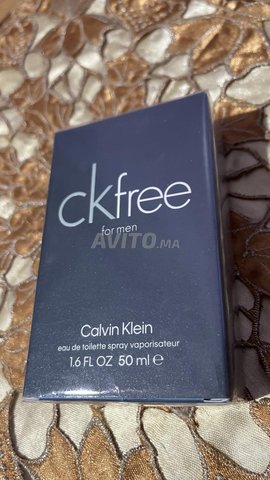 ckfree
for men
AVITO.MA
Calvin Klein
eau de toilette spray vaporisateur
1.6 FL OZ 50 ml ℮